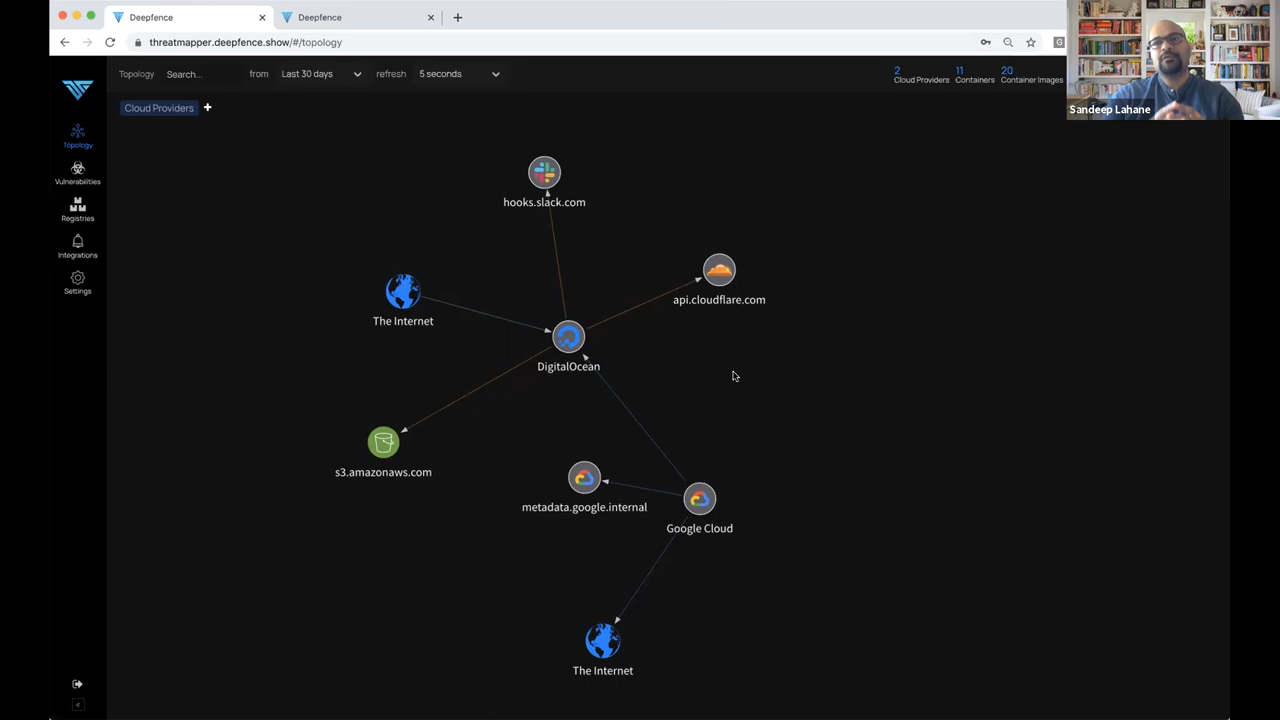 Deepfence
Deepfence
threatmapper.deepfence.show/#/topology
G
Sandeep Lahane
Topology Search... from Last 30 days refresh 5 seconds
2
Cloud Providers
11
Containers
20
Container Images
Cloud Providers +
Topology
Vulnerabilities
Registries
Integrations
Settings
hooks.slack.com
api.cloudflare.com
The Internet
DigitalOcean
s3.amazonaws.com
metadata.google.internal
Google Cloud
The Internet